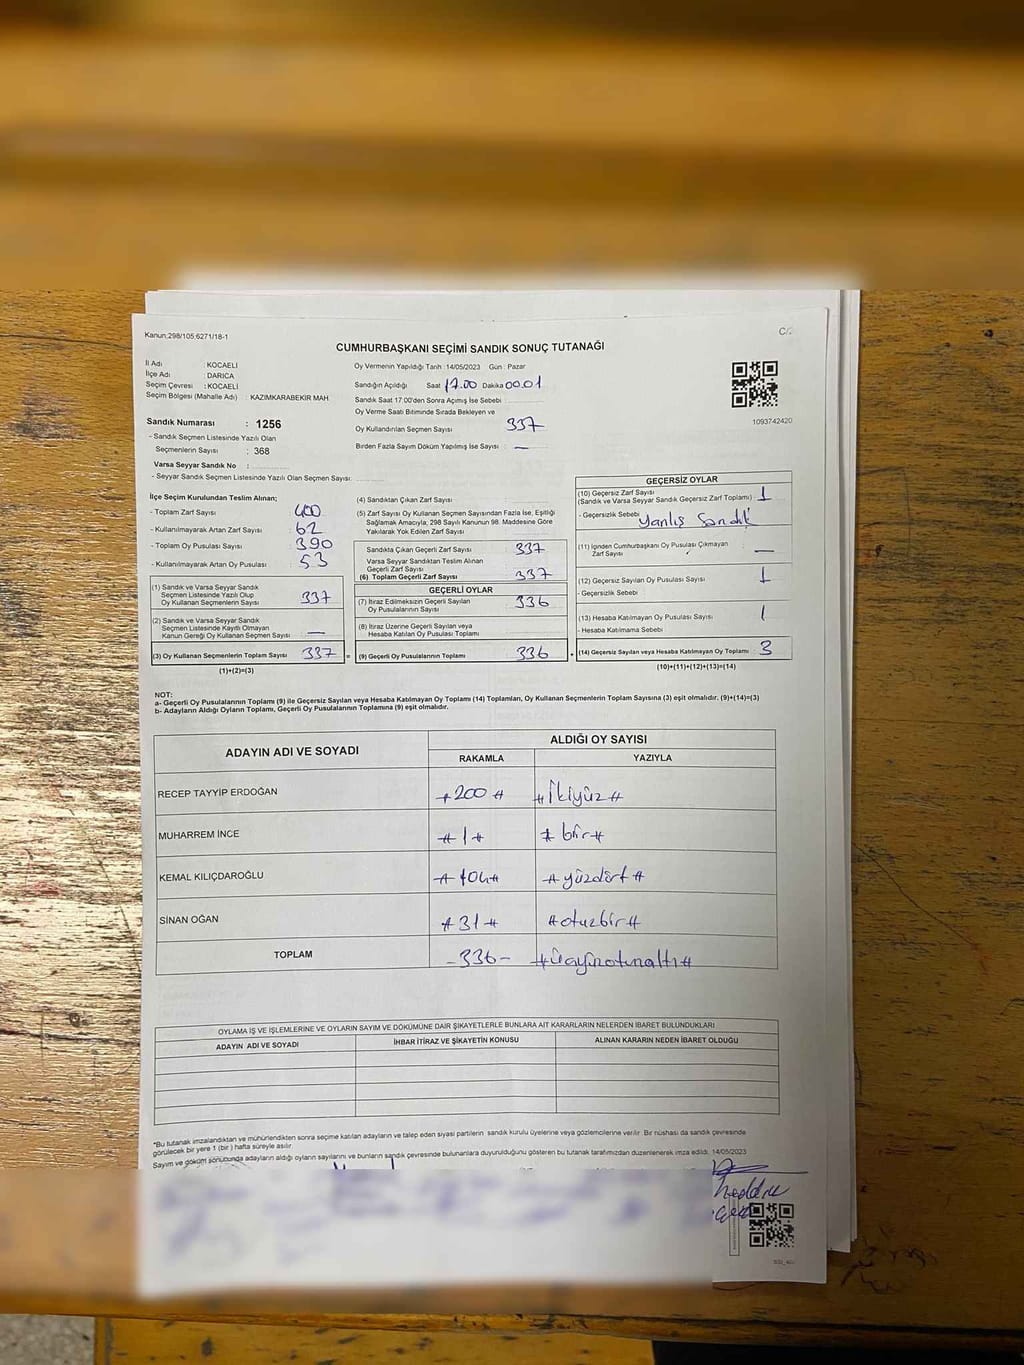 Kanun;298/105,6271/18-1
C/2
CUMHURBAŞKANI SEÇİMİ SANDIK SONUÇ TUTANAĞI
İl Adı : KOCAELİ
İlçe Adı : DARICA
Seçim Çevresi : KOCAELİ
Seçim Bölgesi (Mahalle Adı) : KAZIMKARABEKIR MAH.
Sandık Numarası : 1256
- Sandık Seçmen Listesinde Yazılı Olan
Seçmenlerin Sayısı : 368
Varsa Seyyar Sandık No :
- Seyyar Sandık Seçmen Listesinde Yazılı Olan Seçmen Sayısı:
Oy Vermenin Yapıldığı Tarih :14/05/2023 Gün : Pazar
Sandığın Açıldığı Saat 17.00 Dakika 00.01
Sandık Saat 17:00'den Sonra Açımış İse Sebebi :
Oy Verme Saati Bitiminde Sırada Bekleyen ve
Oy Kullandırılan Seçmen Sayısı : 337
Birden Fazla Sayım Döküm Yapılmış İse Sayısı : —
1093742420
İlçe Seçim Kurulundan Teslim Alınan;
- Toplam Zarf Sayısı : 400
- Kullanılmayarak Artan Zarf Sayısı : 62
- Toplam Oy Pusulası Sayısı : 390
- Kullanılmayarak Artan Oy Pusulası : 53
(1) Sandık ve Varsa Seyyar Sandık
Seçmen Listesinde Yazılı Olup
Oy Kullanan Seçmenlerin Sayısı 337
(2) Sandık ve Varsa Seyyar Sandık
Seçmen Listesinde Kayıtlı Olmayan
Kanun Gereği Oy Kullanan Seçmen Sayısı —
(3) Oy Kullanan Seçmenlerin Toplam Sayısı 337 =
(1)+(2)=(3)
(4) Sandıktan Çıkan Zarf Sayısı :
(5) Zarf Sayısı Oy Kullanan Seçmen Sayısından Fazla İse, Eşitliği
Sağlamak Amacıyla, 298 Sayılı Kanunun 98. Maddesine Göre
Yakılarak Yok Edilen Zarf Sayısı
Sandıkta Çıkan Geçerli Zarf Sayısı 337
Varsa Seyyar Sandıktan Teslim Alınan
Geçerli Zarf Sayısı
(6) Toplam Geçerli Zarf Sayısı 337
GEÇERLİ OYLAR
(7) İtiraz Edilmeksizin Geçerli Sayılan
Oy Pusulalarının Sayısı 336
(8) İtiraz Üzerine Geçerli Sayılan veya
Hesaba Katılan Oy Pusulası Toplamı
(9) Geçerli Oy Pusulalarının Toplamı 336 +
GEÇERSİZ OYLAR
(10) Geçersiz Zarf Sayısı
(Sandık ve Varsa Seyyar Sandık Geçersiz Zarf Toplamı) : 1
- Geçersizlik Sebebi Yanlış Sandık
(11) İçinden Cumhurbaşkanı Oy Pusulası Çıkmayan
Zarf Sayısı —
(12) Geçersiz Sayılan Oy Pusulası Sayısı 1
- Geçersizlik Sebebi
(13) Hesaba Katılmayan Oy Pusulası Sayısı 1
- Hesaba Katılmama Sebebi
(14) Geçersiz Sayılan veya Hesaba Katılmayan Oy Toplamı 3
(10)+(11)+(12)+(13)=(14)
NOT:
a- Geçerli Oy Pusulalarının Toplamı (9) ile Geçersiz Sayılan veya Hesaba Katılmayan Oy Toplamı (14) Toplamları, Oy Kullanan Seçmenlerin Toplam Sayısına (3) eşit olmalıdır. (9)+(14)=(3)
b- Adayların Aldığı Oyların Toplamı, Geçerli Oy Pusulalarının Toplamına (9) eşit olmalıdır.
ADAYIN ADI VE SOYADI ALDIĞI OY SAYISI
RAKAMLA YAZIYLA
RECEP TAYYİP ERDOĞAN #200# #İkiyüz#
MUHARREM İNCE #1# #bir#
KEMAL KILIÇDAROĞLU #104# #yüzdört#
SİNAN OĞAN #31# #otuzbir#
TOPLAM -336-
OYLAMA İŞ VE İŞLEMLERİNE VE OYLARIN SAYIM VE DÖKÜMÜNE DAİR ŞİKAYETLERLE BUNLARA AİT KARARLARIN NELERDEN İBARET BULUNDUKLARI
ADAYIN ADI VE SOYADI İHBAR İTİRAZ VE ŞİKAYETİN KONUSU ALINAN KARARIN NEDEN İBARET OLDUĞU
*Bu tutanak imzalandıktan ve mühürlendikten sonra seçime katılan adayların ve talep eden siyasi partilerin sandık kurulu üyelerine veya gözlemcilerine verilir. Bir nüshası da sandık çevresinde
görülecek bir yere 1 (bir) hafta süreyle asılır.
Sayım ve döküm sonucunda adayların aldığı oyların sayılarını ve bunların sandık çevresinde bulunanlara duyurulduğunu gösteren bu tutanak tarafımızdan düzenlenerek imza edildi. 14/05/2023